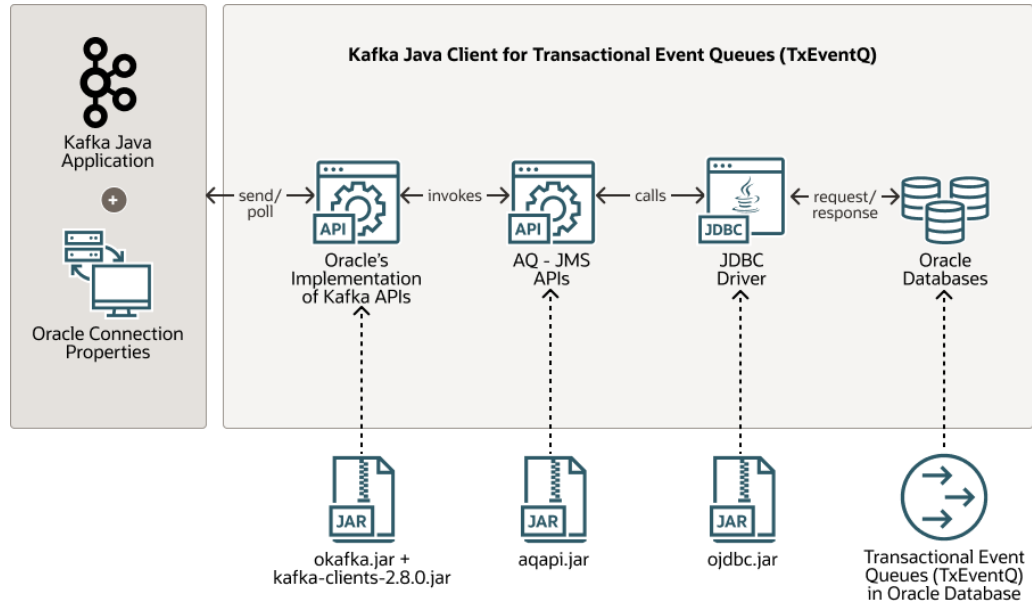 Kafka Java Client for Transactional Event Queues (TxEventQ)
Kafka Java
Application
+
Oracle Connection
Properties
send/
poll
API
Oracle's
Implementation
of Kafka APIs
invokes
API
AQ - JMS
APIs
calls
JDBC
JDBC
Driver
request/
response
Oracle
Databases
JAR
okafka.jar +
kafka-clients-2.8.0.jar
JAR
aqapi.jar
JAR
ojdbc.jar
Transactional Event
Queues (TxEventQ)
in Oracle Database